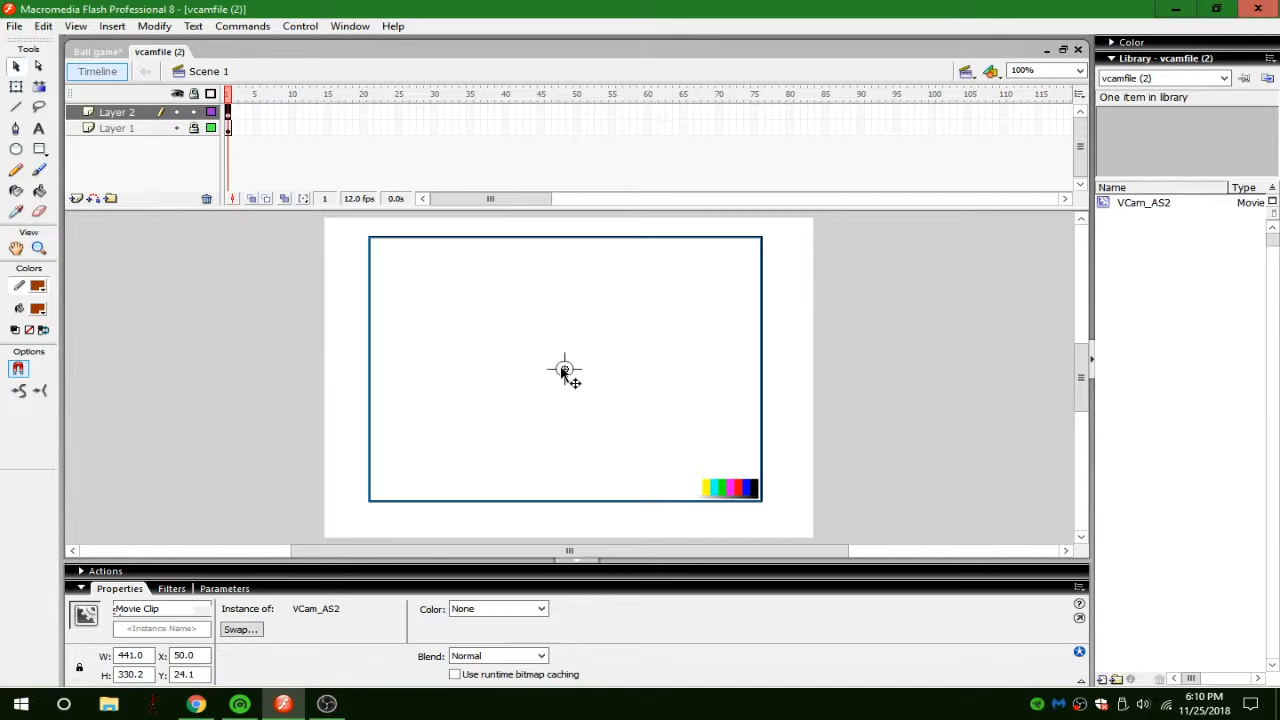 Macromedia Flash Professional 8 - [vcamfile (2)]
File Edit View Insert Modify Text Commands Control Window Help
Tools
Ball game* vcamfile (2)
Timeline Scene 1 100%
5 10 15 20 25 30 35 40 45 50 55 60 65 70 75 80 85 90 95 100 105 110 115
Layer 2
Layer 1
1 12.0 fps 0.0s
View
Colors
Options
Color
Library - vcamfile (2)
vcamfile (2)
One item in library
Name Type
VCam_AS2 Movie
Actions
Properties Filters Parameters
Movie Clip Instance of: VCam_AS2 Color: None
<Instance Name> Swap...
W: 441.0 X: 50.0 Blend: Normal
H: 330.2 Y: 24.1 Use runtime bitmap caching
6:10 PM
11/25/2018